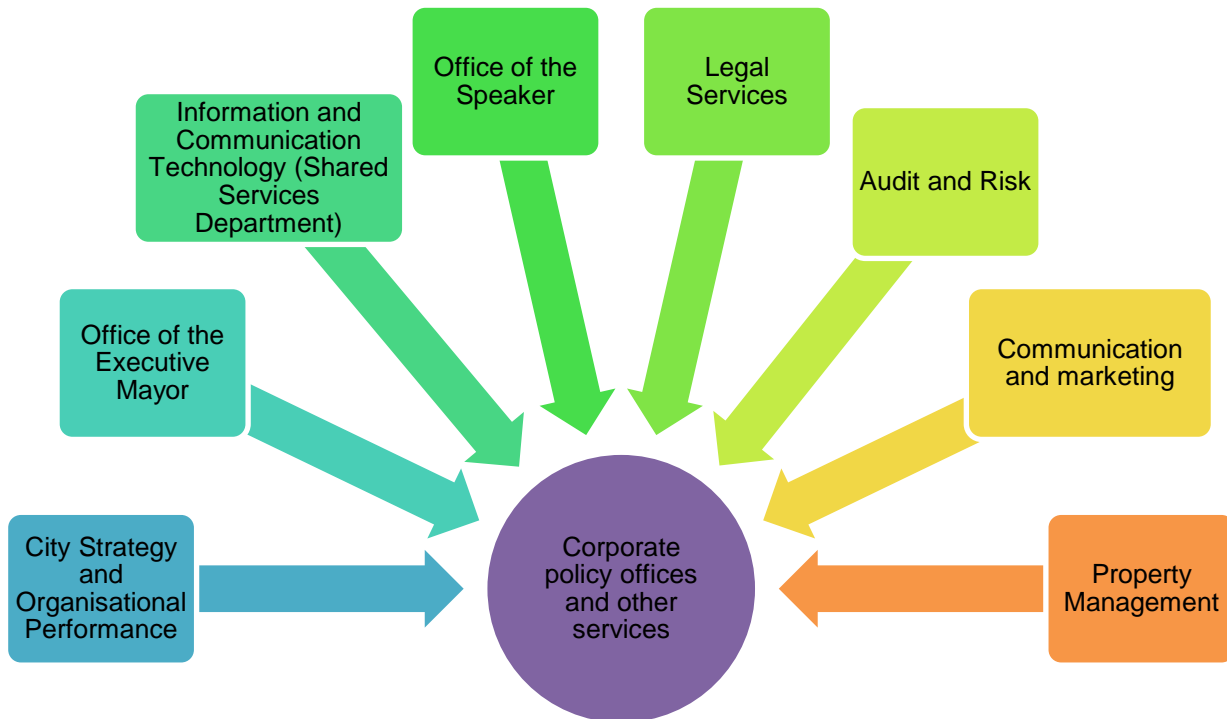 City Strategy
and
Organisational
Performance
Office of the
Executive
Mayor
Information and
Communication
Technology (Shared
Services
Department)
Office of the
Speaker
Legal
Services
Audit and Risk
Communication
and marketing
Property
Management
Corporate
policy offices
and other
services